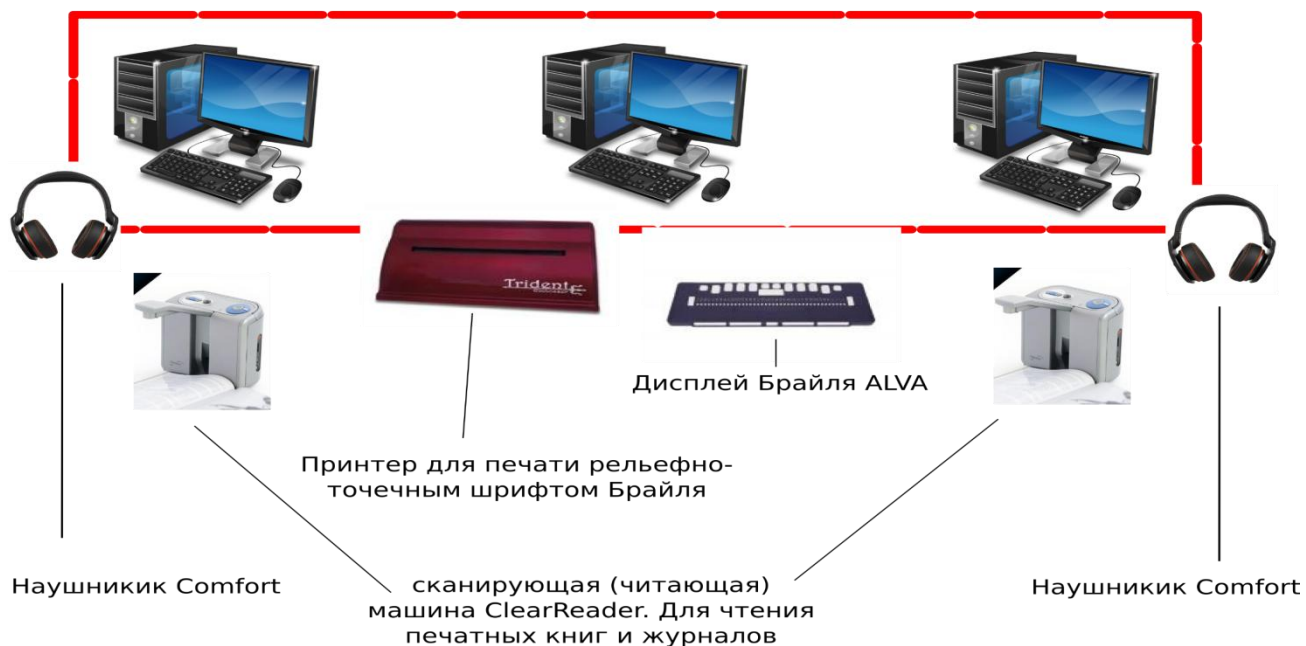 Trident
Дисплей Брайля ALVA
Принтер для печати рельефно-
точечным шрифтом Брайля
Наушникик Comfort
сканирующая (читающая)
машина ClearReader. Для чтения
печатных книг и журналов
Наушникик Comfort